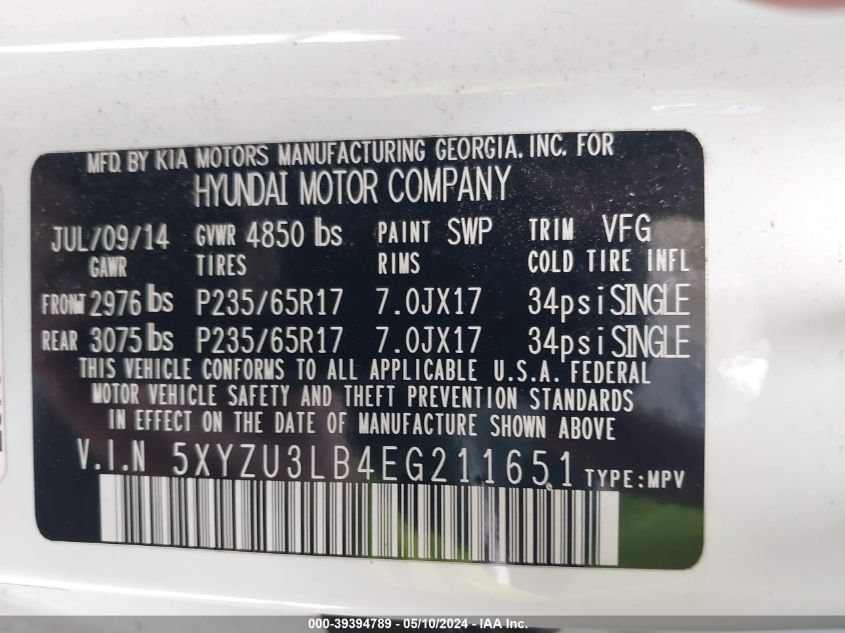 MFD. BY KIA MOTORS MANUFACTURING GEORGIA, INC. FOR
HYUNDAI MOTOR COMPANY
JUL/09/14 GVWR 4850 lbs PAINT SWP TRIM VFG
GAWR TIRES RIMS COLD TIRE INFL
FRONT 2976 lbs P235/65R17 7.0JX17 34psi SINGLE
REAR 3075 lbs P235/65R17 7.0JX17 34psi SINGLE
THIS VEHICLE CONFORMS TO ALL APPLICABLE U.S.A. FEDERAL
MOTOR VEHICLE SAFETY AND THEFT PREVENTION STANDARDS
IN EFFECT ON THE DATE OF MANUFACTURE SHOWN ABOVE.
V.I.N 5XYZU3LB4EG211651 TYPE:MPV
000-39394789 - 05/10/2024 - IAA Inc.